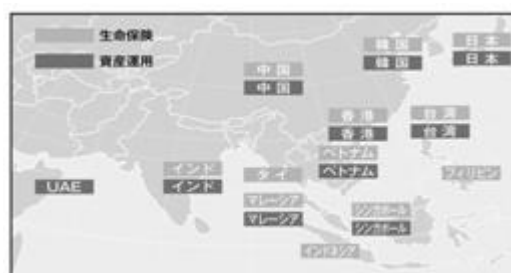 生命保険
資産運用
韓国
韓国
日本
日本
中国
中国
香港
香港
台湾
台湾
ベトナム
ベトナム
インド
インド
タイ
フィリピン
UAE
マレーシア
マレーシア
シンガポール
シンガポール
インドネシア